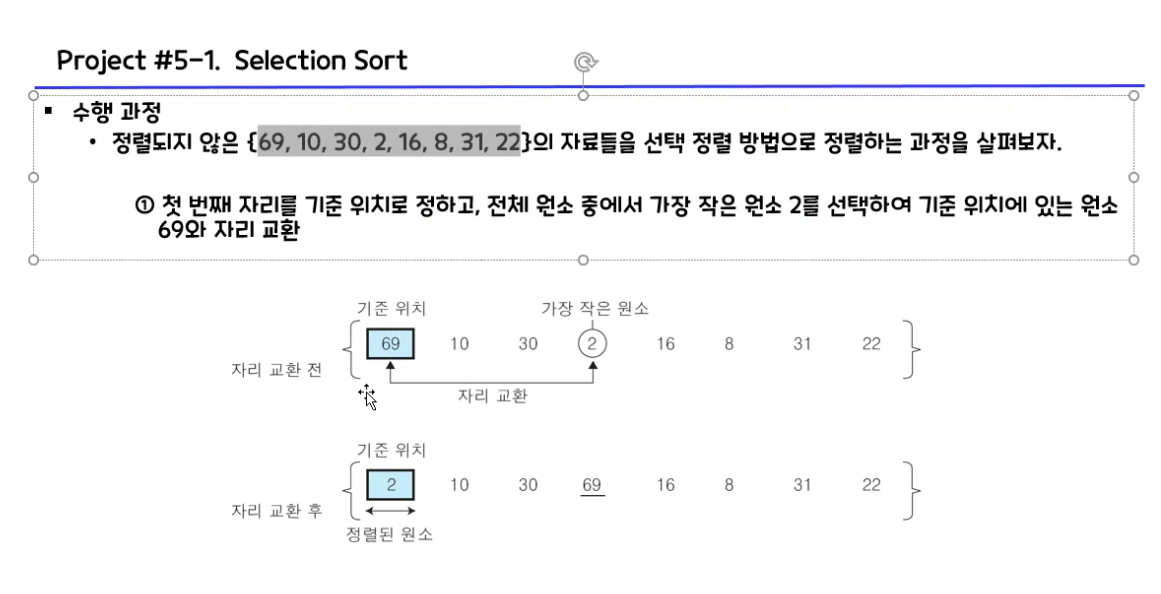 Project #5-1. Selection Sort
▪ 수행 과정
• 정렬되지 않은 {69, 10, 30, 2, 16, 8, 31, 22}의 자료들을 선택 정렬 방법으로 정렬하는 과정을 살펴보자.
① 첫 번째 자리를 기준 위치로 정하고, 전체 원소 중에서 가장 작은 원소 2를 선택하여 기준 위치에 있는 원소
69와 자리 교환
기준 위치 가장 작은 원소
69 10 30 2 16 8 31 22
자리 교환 전
자리 교환
기준 위치
2 10 30 69 16 8 31 22
자리 교환 후
정렬된 원소